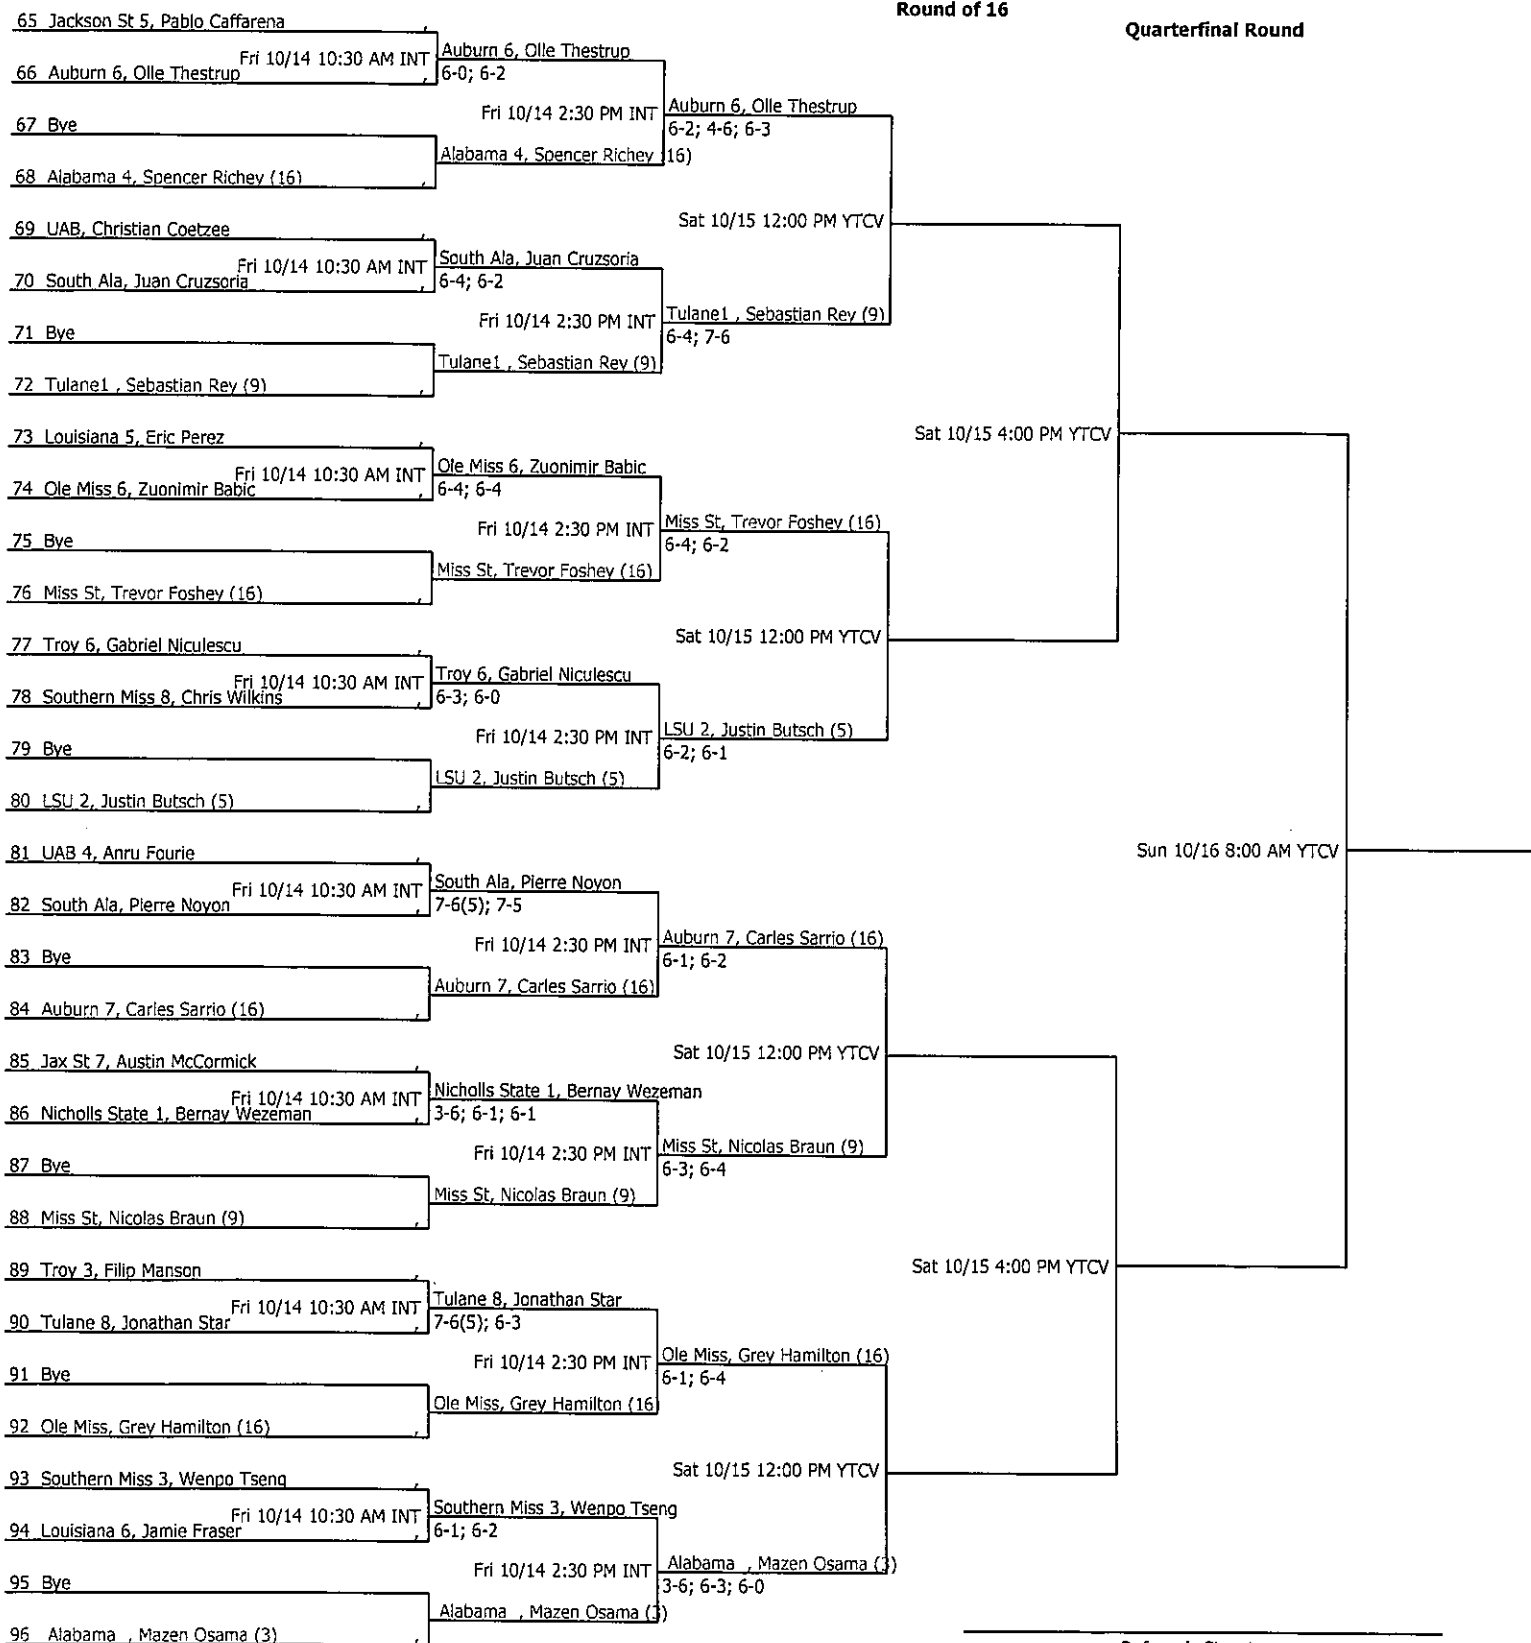 Round of 16
Quarterfinal Round
65 Jackson St 5, Pablo Caffarena
Fri 10/14 10:30 AM INT
66 Auburn 6, Olle Thestrup
Auburn 6, Olle Thestrup
6-0; 6-2
Fri 10/14 2:30 PM INT
Auburn 6, Olle Thestrup
6-2; 4-6; 6-3
67 Bye
Alabama 4, Spencer Richey (16)
68 Alabama 4, Spencer Richey (16)
Sat 10/15 12:00 PM YTCV
69 UAB, Christian Coetzee
Fri 10/14 10:30 AM INT
70 South Ala, Juan Cruzsoria
South Ala, Juan Cruzsoria
6-4; 6-2
Fri 10/14 2:30 PM INT
Tulane1 , Sebastian Rey (9)
6-4; 7-6
71 Bye
Tulane1 , Sebastian Rey (9)
72 Tulane1 , Sebastian Rey (9)
Sat 10/15 4:00 PM YTCV
73 Louisiana 5, Eric Perez
Fri 10/14 10:30 AM INT
74 Ole Miss 6, Zuonimir Babic
Ole Miss 6, Zuonimir Babic
6-4; 6-4
Fri 10/14 2:30 PM INT
Miss St, Trevor Foshey (16)
6-4; 6-2
75 Bye
Miss St, Trevor Foshey (16)
76 Miss St, Trevor Foshey (16)
Sat 10/15 12:00 PM YTCV
77 Troy 6, Gabriel Niculescu
Fri 10/14 10:30 AM INT
78 Southern Miss 8, Chris Wilkins
Troy 6, Gabriel Niculescu
6-3; 6-0
Fri 10/14 2:30 PM INT
LSU 2, Justin Butsch (5)
6-2; 6-1
79 Bye
LSU 2, Justin Butsch (5)
80 LSU 2, Justin Butsch (5)
Sun 10/16 8:00 AM YTCV
81 UAB 4, Anru Fourie
Fri 10/14 10:30 AM INT
82 South Ala, Pierre Noyon
South Ala, Pierre Noyon
7-6(5); 7-5
Fri 10/14 2:30 PM INT
Auburn 7, Carles Sarrio (16)
6-1; 6-2
83 Bye
Auburn 7, Carles Sarrio (16)
84 Auburn 7, Carles Sarrio (16)
Sat 10/15 12:00 PM YTCV
85 Jax St 7, Austin McCormick
Fri 10/14 10:30 AM INT
86 Nicholls State 1, Bernay Wezeman
Nicholls State 1, Bernay Wezeman
3-6; 6-1; 6-1
Fri 10/14 2:30 PM INT
Miss St, Nicolas Braun (9)
6-3; 6-4
87 Bye
Miss St, Nicolas Braun (9)
88 Miss St, Nicolas Braun (9)
Sat 10/15 4:00 PM YTCV
89 Troy 3, Filip Manson
Fri 10/14 10:30 AM INT
90 Tulane 8, Jonathan Star
Tulane 8, Jonathan Star
7-6(5); 6-3
Fri 10/14 2:30 PM INT
Ole Miss, Grey Hamilton (16)
6-1; 6-4
91 Bye
Ole Miss, Grey Hamilton (16)
92 Ole Miss, Grey Hamilton (16)
Sat 10/15 12:00 PM YTCV
93 Southern Miss 3, Wenpo Tseng
Fri 10/14 10:30 AM INT
94 Louisiana 6, Jamie Fraser
Southern Miss 3, Wenpo Tseng
6-1; 6-2
Fri 10/14 2:30 PM INT
Alabama , Mazen Osama (3)
3-6; 6-3; 6-0
95 Bye
Alabama , Mazen Osama (3)
96 Alabama , Mazen Osama (3)